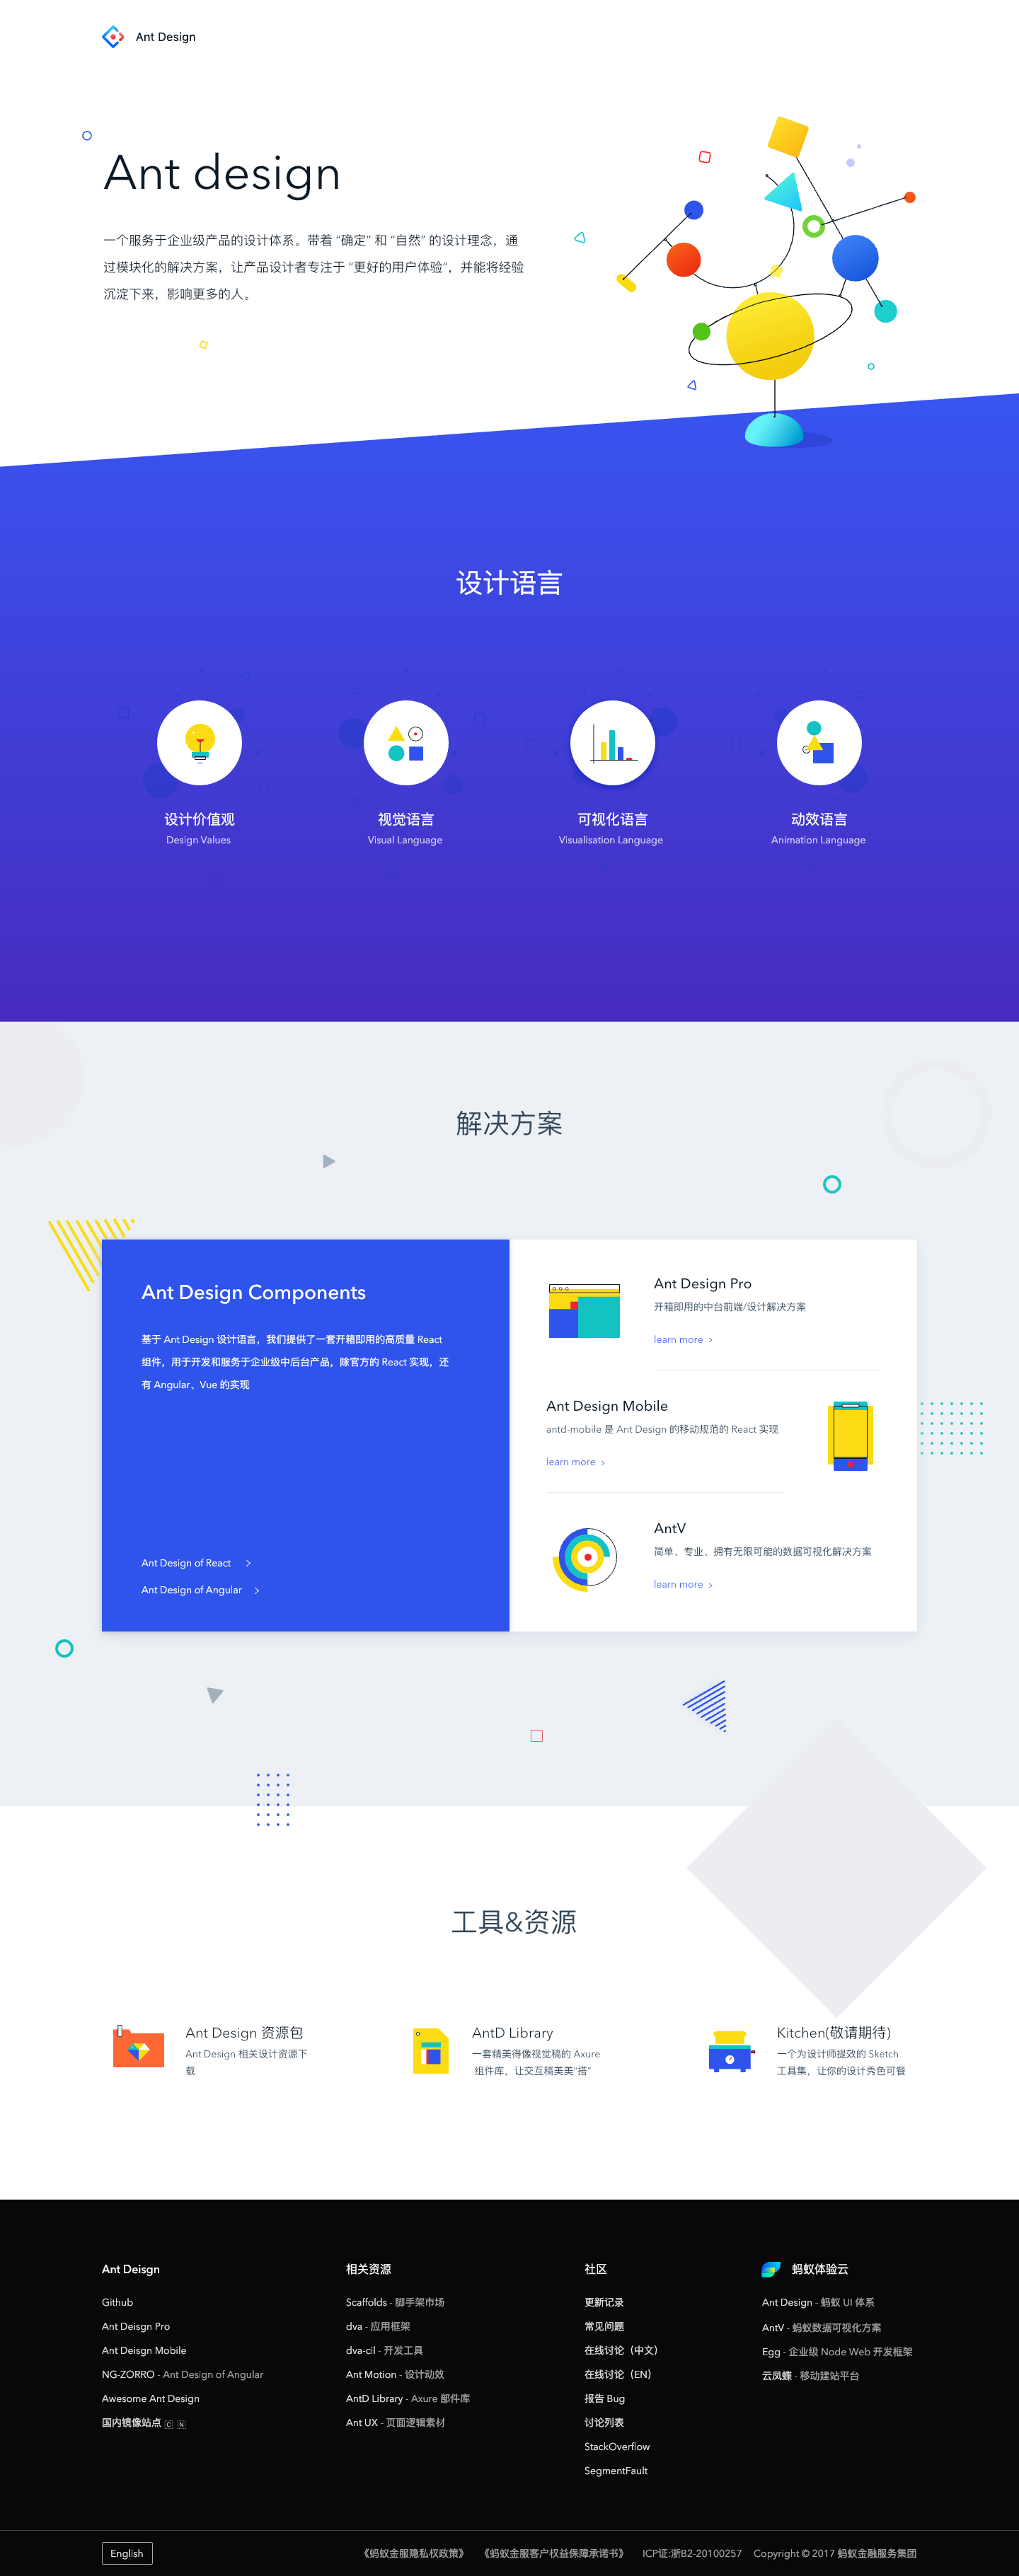 Ant Design
Ant design
一个服务于企业级产品的设计体系。带着 “确定” 和 “自然” 的设计理念，通
过模块化的解决方案，让产品设计者专注于 “更好的用户体验”，并能将经验
沉淀下来，影响更多的人。
设计语言
设计价值观
Design Values
视觉语言
Visual Language
可视化语言
Visualisation Language
动效语言
Animation Language
解决方案
Ant Design Components
基于 Ant Design 设计语言，我们提供了一套开箱即用的高质量 React
组件，用于开发和服务于企业级中后台产品，除官方的 React 实现，还
有 Angular、Vue 的实现
Ant Design of React >
Ant Design of Angular >
Ant Design Pro
开箱即用的中台前端/设计解决方案
learn more >
Ant Design Mobile
antd-mobile 是 Ant Design 的移动规范的 React 实现
learn more >
AntV
简单、专业、拥有无限可能的数据可视化解决方案
learn more >
工具&资源
Ant Design 资源包
Ant Design 相关设计资源下
载
AntD Library
一套精美得像视觉稿的 Axure
组件库，让交互稿美美“搭”
Kitchen(敬请期待)
一个为设计师提效的 Sketch
工具集，让你的设计秀色可餐
Ant Deisgn
Github
Ant Deisgn Pro
Ant Deisgn Mobile
NG-ZORRO - Ant Design of Angular
Awesome Ant Design
国内镜像站点 C N
相关资源
Scaffolds - 脚手架市场
dva - 应用框架
dva-cil - 开发工具
Ant Motion - 设计动效
AntD Library - Axure 部件库
Ant UX - 页面逻辑素材
社区
更新记录
常见问题
在线讨论（中文）
在线讨论（EN）
报告 Bug
讨论列表
StackOverflow
SegmentFault
蚂蚁体验云
Ant Design - 蚂蚁 UI 体系
AntV - 蚂蚁数据可视化方案
Egg - 企业级 Node Web 开发框架
云凤蝶 - 移动建站平台
English
《蚂蚁金服隐私权政策》 《蚂蚁金服客户权益保障承诺书》 ICP证:浙B2-20100257 Copyright © 2017 蚂蚁金融服务集团